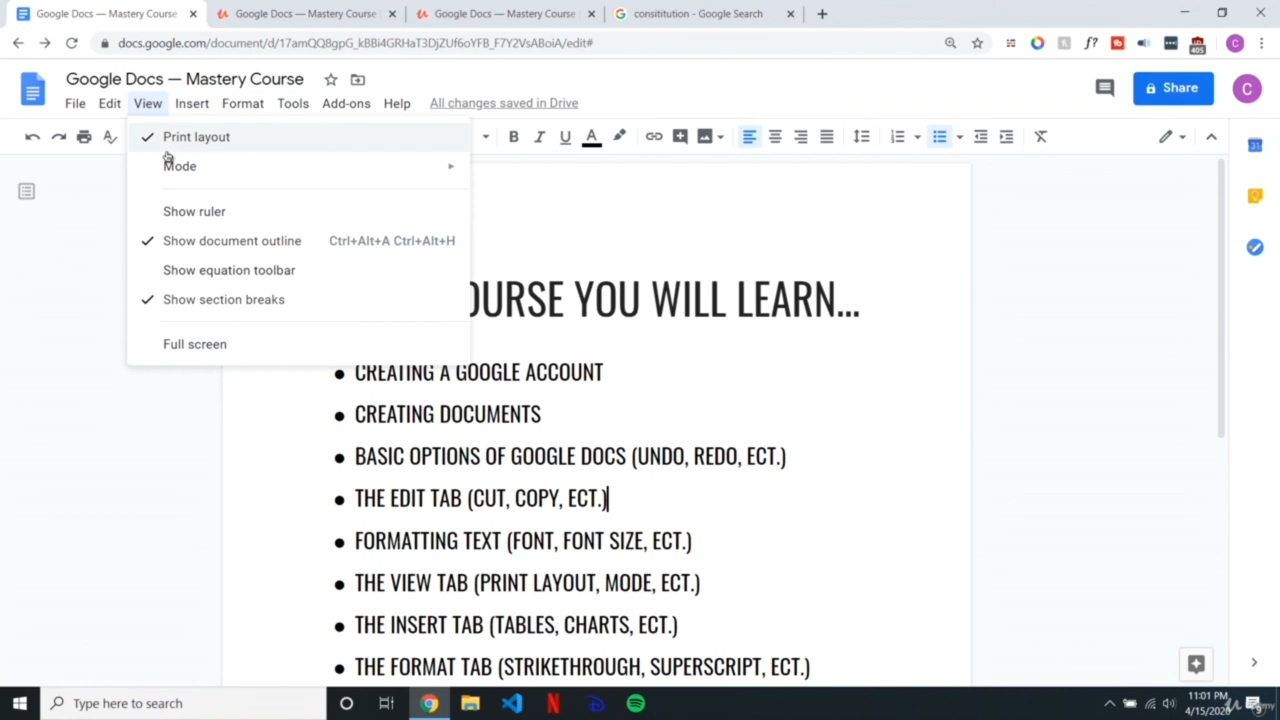 Google Docs — Mastery Course
Google Docs — Mastery Course
Google Docs — Mastery Course
consititution - Google Search
docs.google.com/document/d/17amQQ8gpG_kBBi4GRHaT3DjZUf6oYFB_F7Y2VsABoiA/edit#
f?
405
C
Google Docs — Mastery Course
File Edit View Insert Format Tools Add-ons Help All changes saved in Drive
Share
C
B I U A
Print layout
Mode
Show ruler
Show document outline Ctrl+Alt+A Ctrl+Alt+H
Show equation toolbar
Show section breaks
Full screen
31
OURSE YOU WILL LEARN...
● CREATING A GOOGLE ACCOUNT
● CREATING DOCUMENTS
● BASIC OPTIONS OF GOOGLE DOCS (UNDO, REDO, ECT.)
● THE EDIT TAB (CUT, COPY, ECT.)
● FORMATTING TEXT (FONT, FONT SIZE, ECT.)
● THE VIEW TAB (PRINT LAYOUT, MODE, ECT.)
● THE INSERT TAB (TABLES, CHARTS, ECT.)
● THE FORMAT TAB (STRIKETHROUGH, SUPERSCRIPT, ECT.)
Type here to search
11:01 PM
4/15/2020